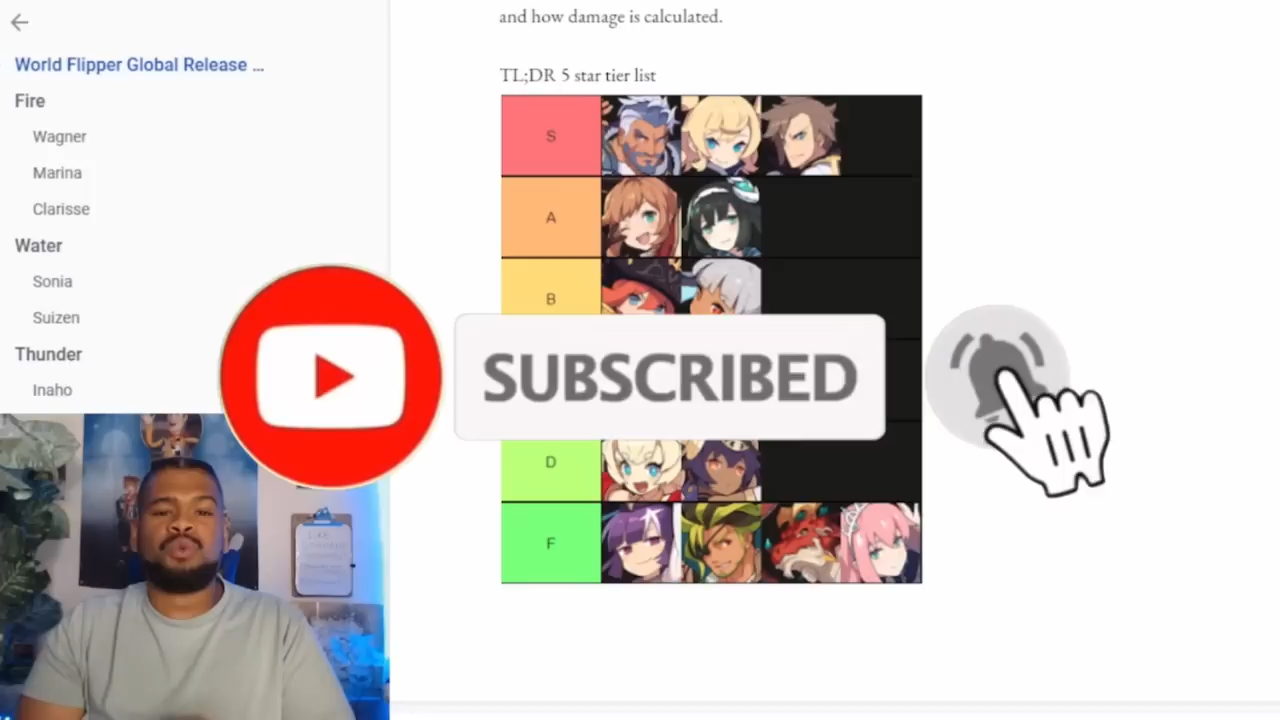 and how damage is calculated.
World Flipper Global Release ...
TL;DR 5 star tier list
Fire
Wagner
Marina
Clarisse
Water
Sonia
Suizen
Thunder
Inaho
S
A
B
SUBSCRIBED
D
F